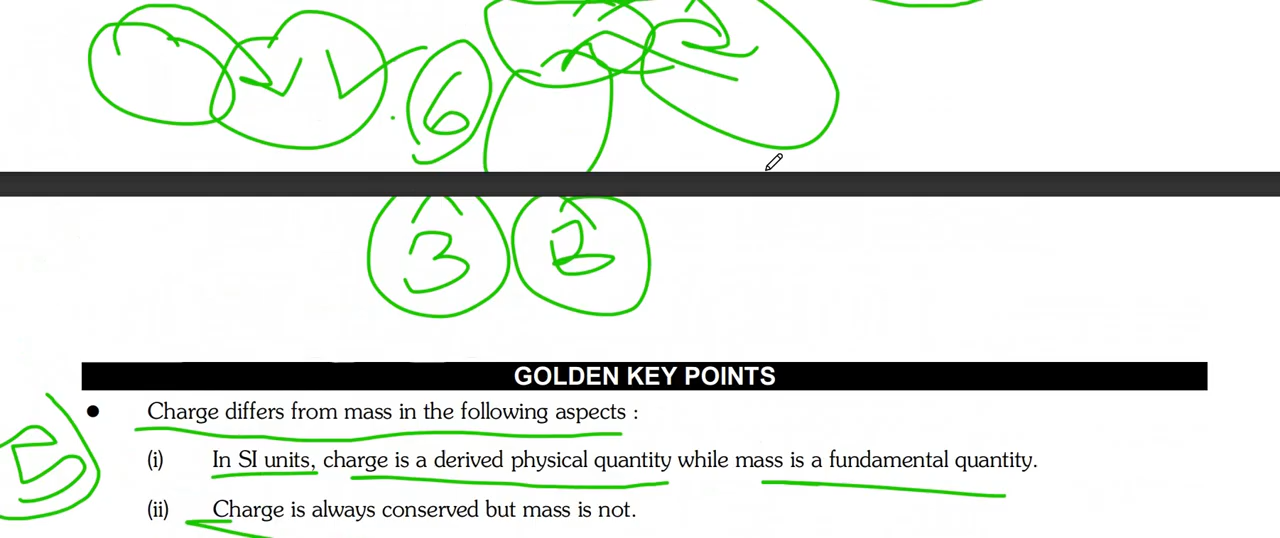 6
3
2
GOLDEN KEY POINTS
5
• Charge differs from mass in the following aspects :
(i) In SI units, charge is a derived physical quantity while mass is a fundamental quantity.
(ii) Charge is always conserved but mass is not.